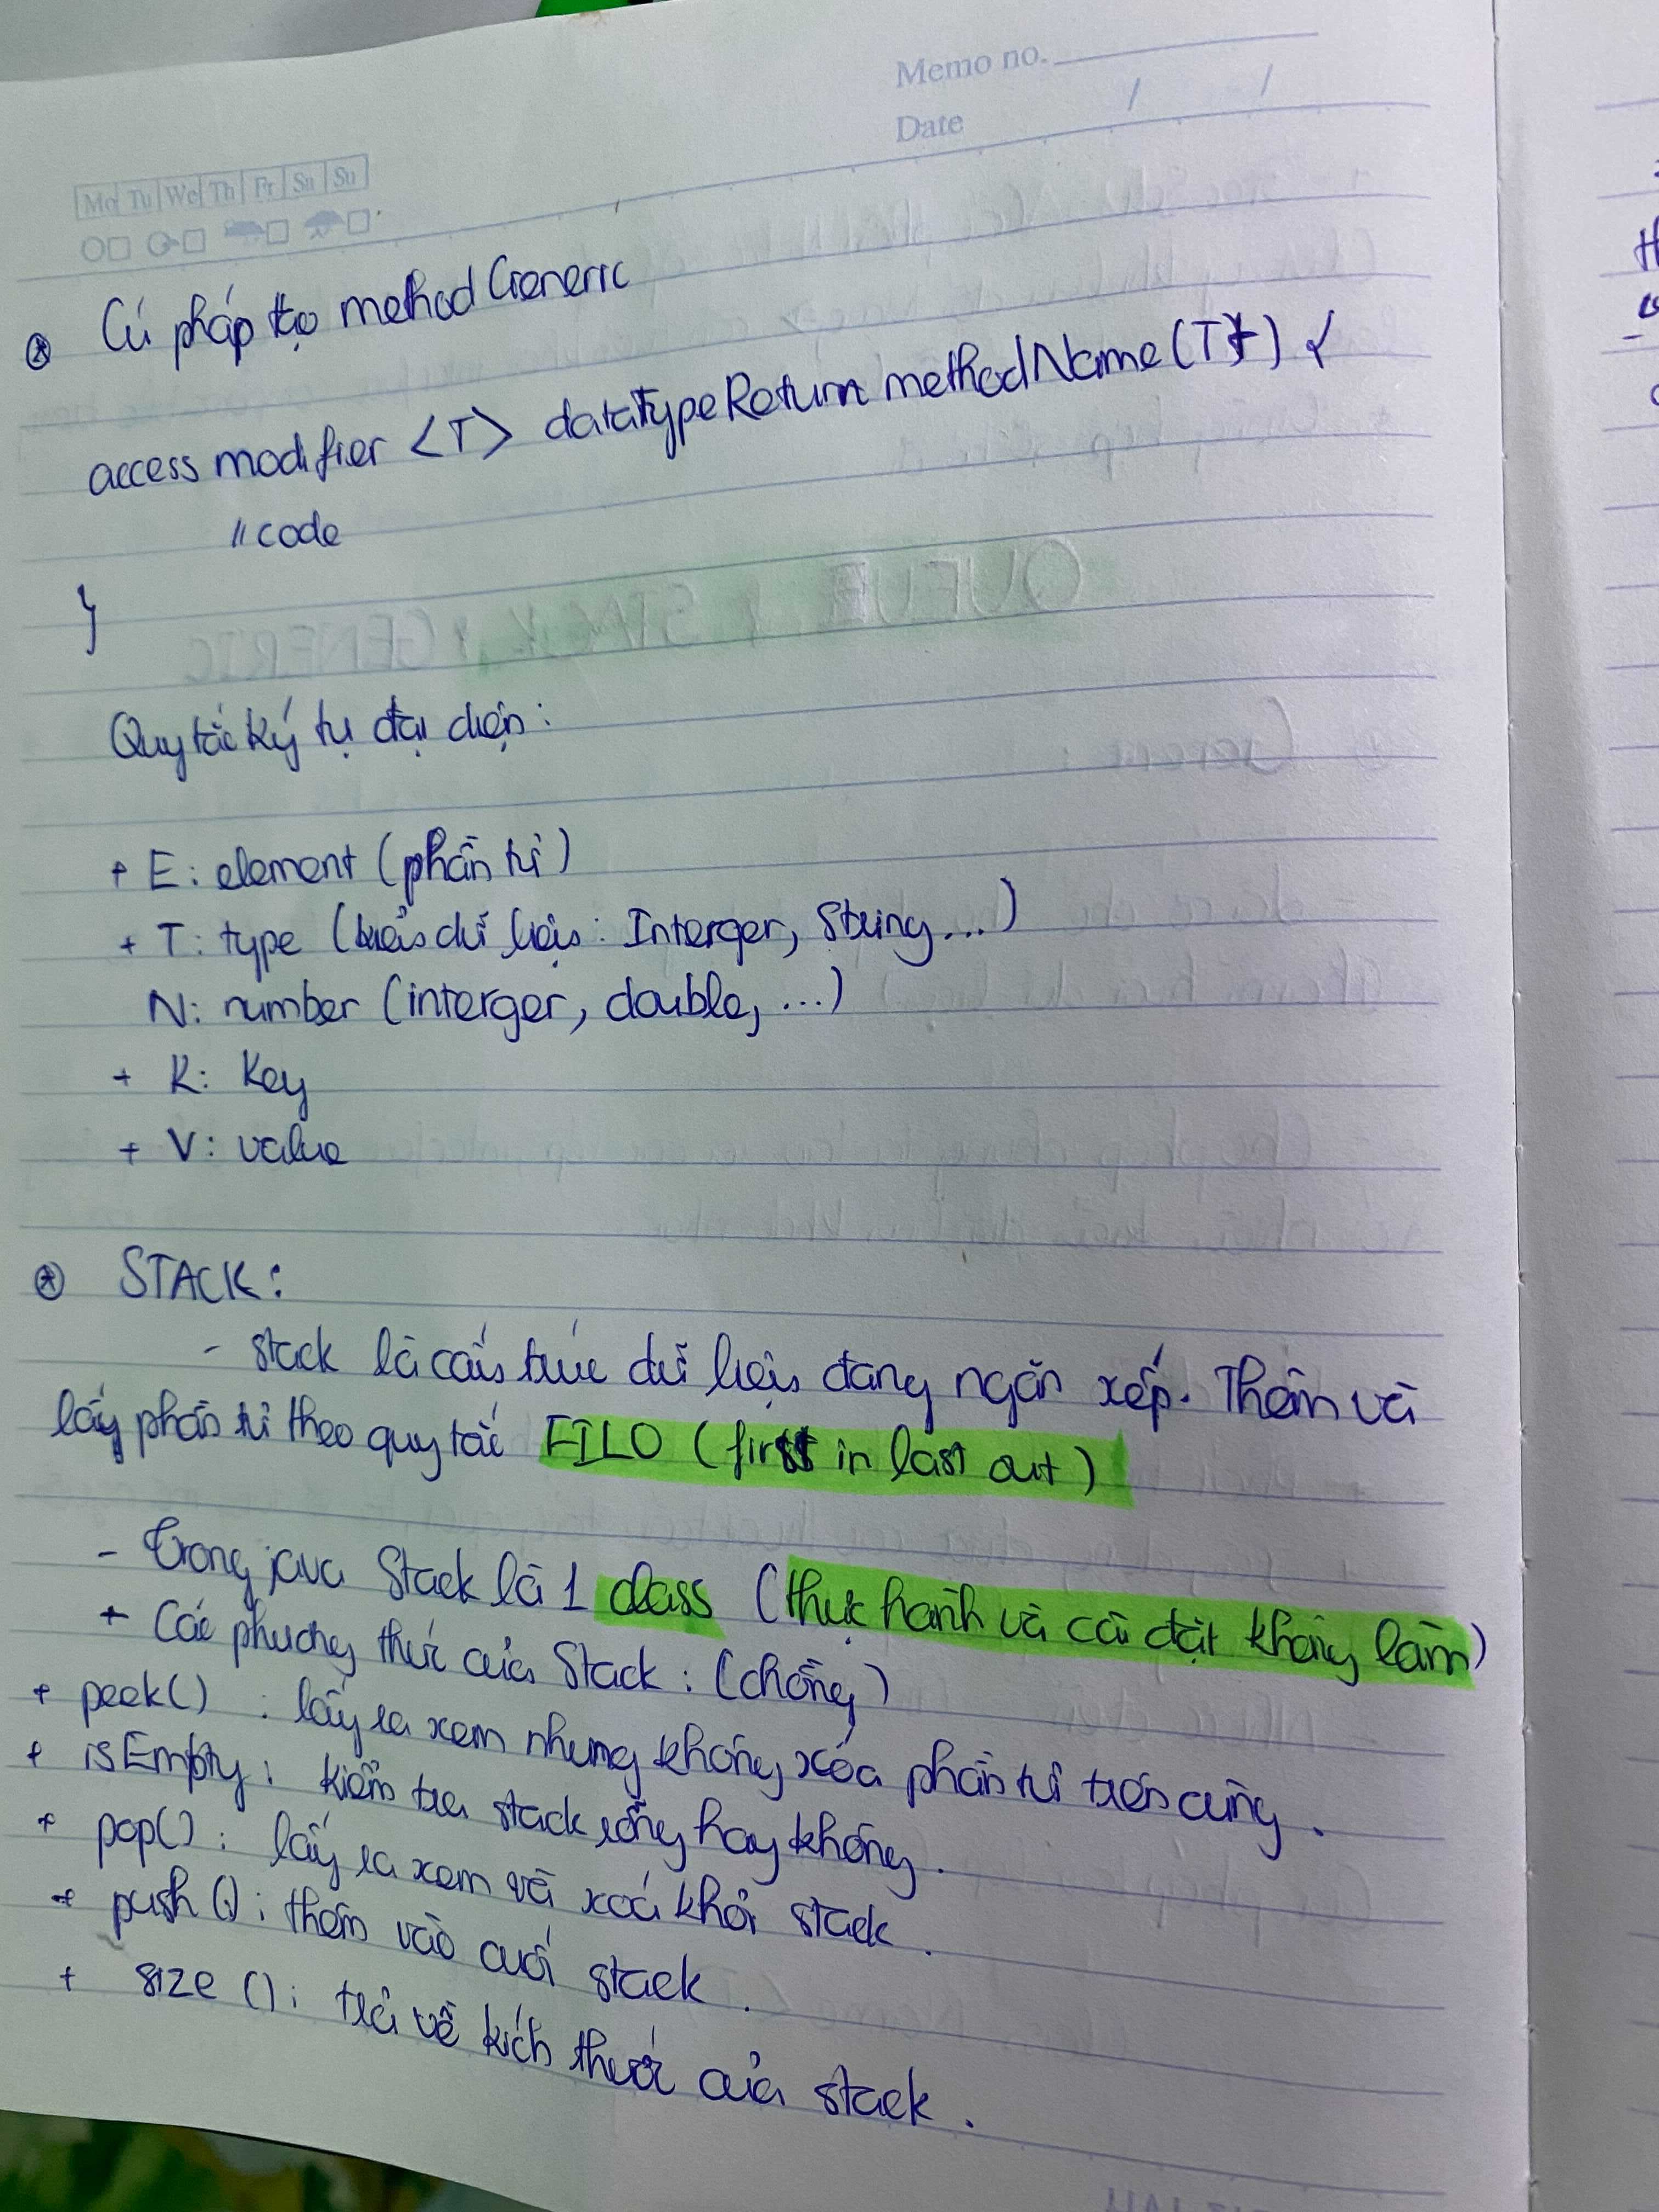 Memo no.
Date / /
Mo Tu We Th Fr Sa Su
Cú pháp tạo method Generic
access modifier <T> dataTypeReturn methodName (T t) {
// code
}
Quy tắc ký tự đại diện:
+ E: element (phần tử)
+ T: type (kiểu dữ liệu: Interger, String...)
N: number (interger, double, ...)
+ K: Key
+ V: value
STACK:
- stack là cấu trúc dữ liệu dạng ngăn xếp. Thêm và
lấy phần tử theo quy tắc FILO (first in last out)
- Trong java Stack là 1 class (thực hành và cài đặt không làm)
+ Các phương thức của Stack: (chồng)
+ peek() : lấy ra xem nhưng không xóa phần tử trên cùng.
+ isEmpty: kiểm tra stack rỗng hay không.
+ pop() : lấy ra xem và xoá khỏi stack.
+ push(): thêm vào cuối stack.
+ size(): trả về kích thước của stack.